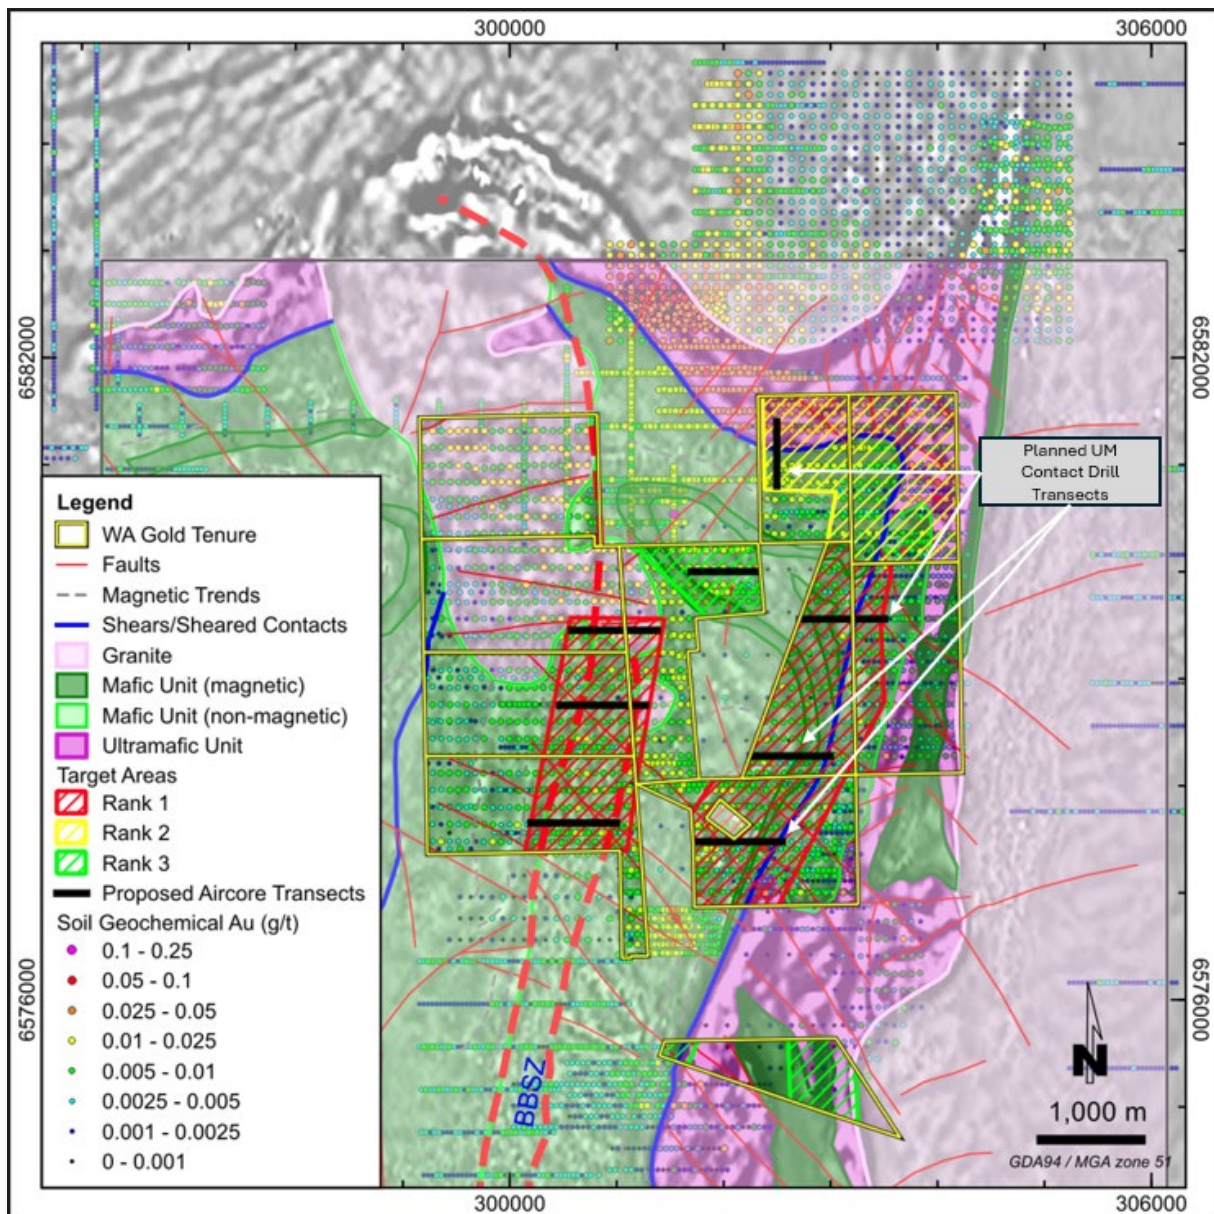 300000
306000
6582000
6582000
Planned UM
Contact Drill
Transects
Legend
WA Gold Tenure
Faults
Magnetic Trends
Shears/Sheared Contacts
Granite
Mafic Unit (magnetic)
Mafic Unit (non-magnetic)
Ultramafic Unit
Target Areas
Rank 1
Rank 2
Rank 3
Proposed Aircore Transects
Soil Geochemical Au (g/t)
0.1 - 0.25
0.05 - 0.1
0.025 - 0.05
0.01 - 0.025
0.005 - 0.01
0.0025 - 0.005
0.001 - 0.0025
0 - 0.001
6576000
6576000
BBSZ
N
1,000 m
GDA94 / MGA zone 51
300000
306000